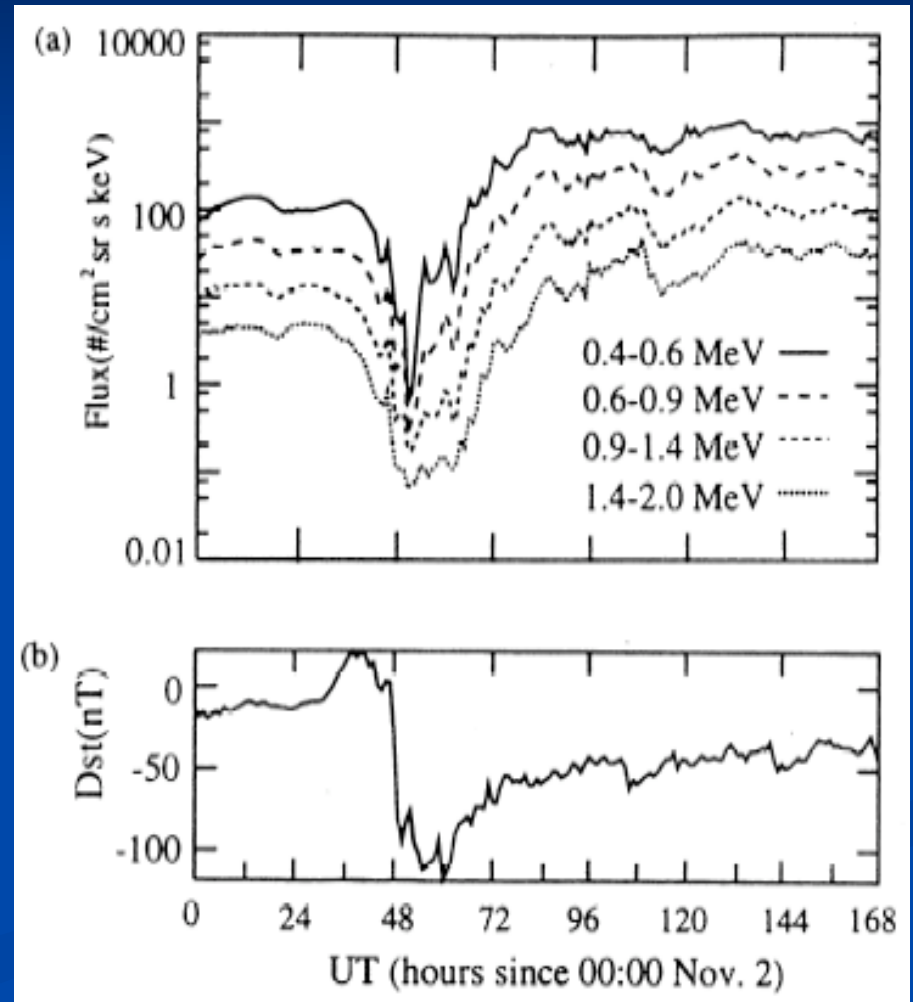 (a)
10000
100
1
0.01
Flux(#/cm² sr s keV)
0.4-0.6 MeV
0.6-0.9 MeV
0.9-1.4 MeV
1.4-2.0 MeV
(b)
0
-50
-100
Dst(nT)
0 24 48 72 96 120 144 168
UT (hours since 00:00 Nov. 2)